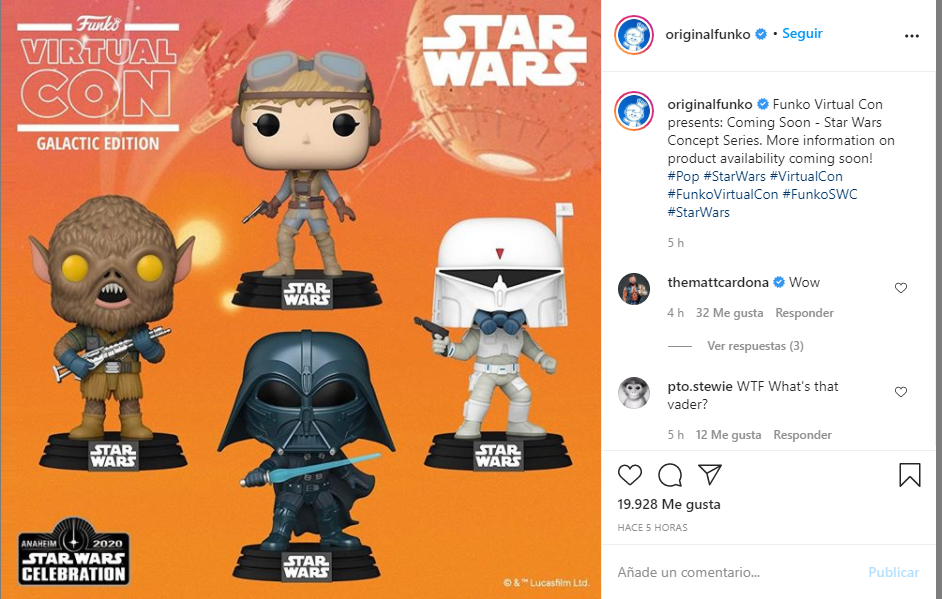 Funko
VIRTUAL
CON
GALACTIC EDITION
STAR
WARS
STAR
WARS
STAR
WARS
STAR
WARS
STAR
WARS
ANAHEIM 2020
STAR WARS
CELEBRATION
© & ™ Lucasfilm Ltd.
originalfunko • Seguir
originalfunko Funko Virtual Con
presents: Coming Soon - Star Wars
Concept Series. More information on
product availability coming soon!
#Pop #StarWars #VirtualCon
#FunkoVirtualCon #FunkoSWC
#StarWars
5 h
themattcardona Wow
4 h 32 Me gusta Responder
Ver respuestas (3)
pto.stewie WTF What's that
vader?
5 h 12 Me gusta Responder
19.928 Me gusta
HACE 5 HORAS
Añade un comentario... Publicar